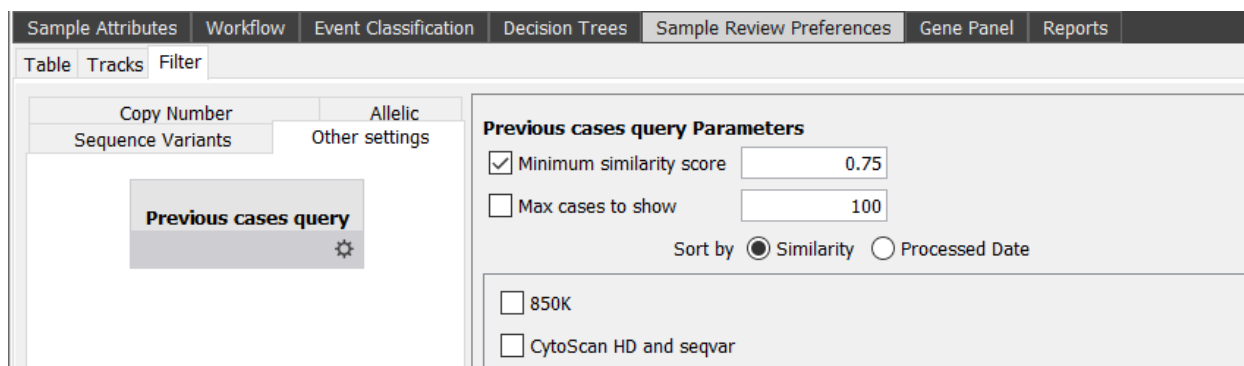 Sample Attributes Workflow Event Classification Decision Trees Sample Review Preferences Gene Panel Reports
Table Tracks Filter
Copy Number Allelic
Sequence Variants Other settings
Previous cases query
Previous cases query Parameters
Minimum similarity score 0.75
Max cases to show 100
Sort by Similarity Processed Date
850K
CytoScan HD and seqvar